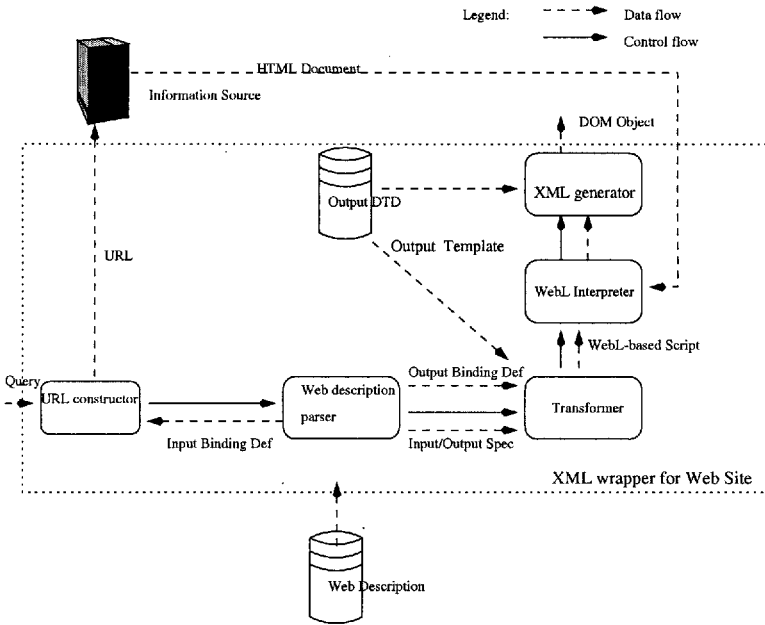 Legend:
Data flow
Control flow
HTML Document
Information Source
DOM Object
Output DTD
XML generator
Output Template
URL
WebL Interpreter
WebL-based Script
Query
URL constructor
Web description
parser
Output Binding Def
Transformer
Input Binding Def
Input/Output Spec
XML wrapper for Web Site
Web Description